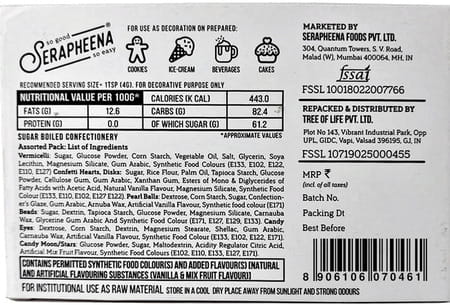 so good
SERAPHEENA
so easy
FOR USE AS DECORATION ON PREPARED:
COOKIES ICE-CREAM BEVERAGES CAKES
RECOMMENDED SERVING SIZE= 1TSP (4G) FOR DECORATIVE PURPOSE ONLY
NUTRITIONAL VALUE PER 100G* CALORIES (K CAL) 443.0
FATS (G) 12.6 CARBS (G) 82.4
PROTEIN (G) 0.0 OF WHICH SUGAR (G) 61.2
SUGAR BOILED CONFECTIONERY *APPROXIMATE VALUES
Assorted Pack: List of Ingredients
Vermicelli: Sugar, Glucose Powder, Corn Starch, Vegetable Oil, Salt, Glycerin, Soya
Lecithin, Magnesium Silicate, Gum Arabic, Synthetic Food Colours (E133, E102, E122,
E110, E127) Confetti Hearts, Disks: Sugar, Rice Flour, Palm Oil, Tapioca Starch, Glucose
Powder, Cellulose Gum, Gum Arabic, Xanthan Gum, Esters of Mono & Diglycerides of
Fatty Acids with Acetic Acid, Natural Vanilla Flavour, Magnesium Silicate, Synthetic Food
Colour (E133, E110, E102, E127, E122) Pearl Balls: Dextrose, Corn Starch, Sugar, Confectioner's
Glaze, Gum Arabic, Arnuba Wax, Artificial Vanilla Flavour, Synthetic food colour (E171)
Beads: Sugar, Dextrin, Tapioca Starch, Glucose Powder, Magnesium Silicate, Carnauba
Wax, Glycerine Gum Arabic And Synthetic Food (E171, E127, E129, E133), Candy
Eyes: Dextrose, Corn Starch, Dextrin, Magnesium Stearate, Shellac, Gum Arabic,
Carnauba Wax, Artificial Vanilla Flavour, Synthetic Food Colour (E133, E102, E122, E171).
Candy Moon/Stars: Glucose Powder, Sugar, Maltodextrin, Acidity Regulator Citric Acid,
Artificial Mix Fruit Flavour, Synthetic Food Colour (E110, E133, E127, E122, E102).
CONTAINS PERMITTED SYNTHETIC FOOD COLOUR(S) AND ADDED FLAVOUR(S) (NATURAL
AND ARTIFICIAL FLAVOURING SUBSTANCES (VANILLA & MIX FRUIT FLAVOUR)
FOR INSTITUTIONAL USE AS RAW MATERIAL STORE IN A COOL DRY PLACE AWAY FROM SUNLIGHT AND STRONG ODOURS
MARKETED BY
SERAPHEENA FOODS PVT. LTD.
304, Quantum Towers, S. V. Road,
Malad (W), Mumbai 400064, MH, IN
fssai
FSSL 10018022007766
REPACKED & DISTRIBUTED BY
TREE OF LIFE PVT. LTD.
Plot No 143, Vibrant Industrial Park, Opp
UPL, GIDC, Vapi, Valsad 396195, GJ, IN
FSSL 10719025000455
MRP ₹
(incl. of all taxes)
Batch No.
Packing Dt
Best Before
8 906106 070461